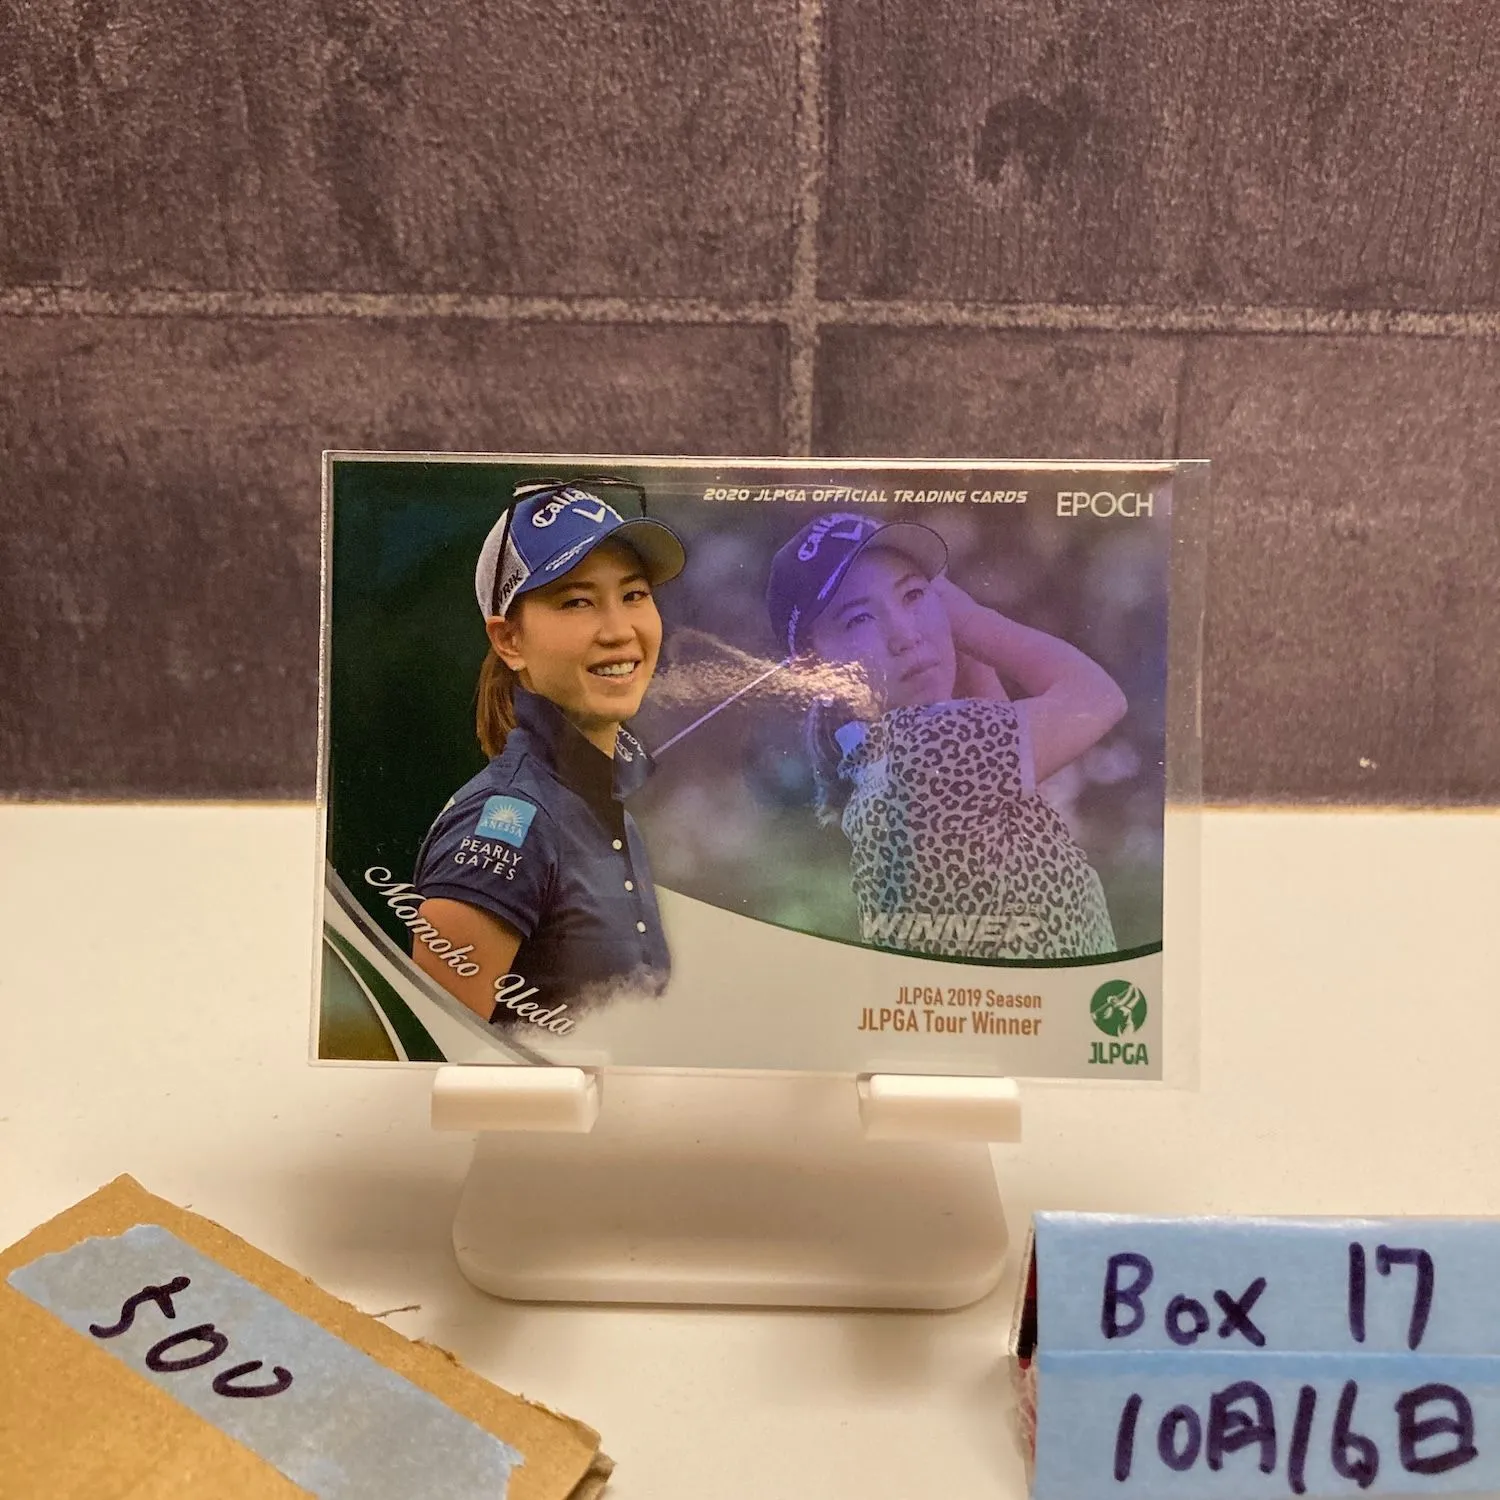 2020 JLPGA OFFICIAL TRADING CARDS
EPOCH
Callaway
ANESSA
PEARLY
GATES
Momoko Ueda
WINNER
JLPGA 2019 Season
JLPGA Tour Winner
JLPGA
500
Box 17
10月16日